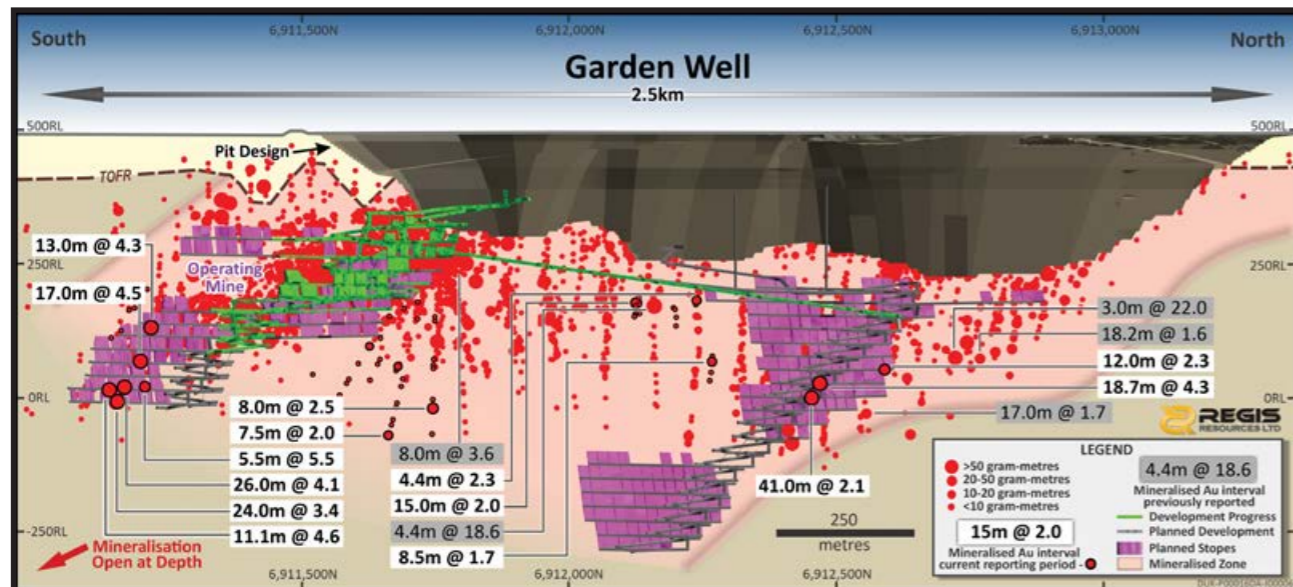 South
6,911,500N
6,912,000N
6,912,500N
6,913,000N
North
Garden Well
2.5km
500RL
500RL
Pit Design
TOFR
13.0m @ 4.3
Operating
Mine
250RL
250RL
17.0m @ 4.5
3.0m @ 22.0
18.2m @ 1.6
12.0m @ 2.3
18.7m @ 4.3
0RL
0RL
17.0m @ 1.7
8.0m @ 2.5
7.5m @ 2.0
5.5m @ 5.5
26.0m @ 4.1
24.0m @ 3.4
11.1m @ 4.6
8.0m @ 3.6
4.4m @ 2.3
15.0m @ 2.0
4.4m @ 18.6
8.5m @ 1.7
41.0m @ 2.1
REGIS
RESOURCES LTD
LEGEND
>50 gram-metres
20-50 gram-metres
10-20 gram-metres
<10 gram-metres
15m @ 2.0
Mineralised Au interval
current reporting period -
4.4m @ 18.6
Mineralised Au interval
previously reported
Development Progress
Planned Development
Planned Stopes
Mineralised Zone
-250RL
250
metres
Mineralisation
Open at Depth
6,911,500N
6,912,000N
6,912,500N